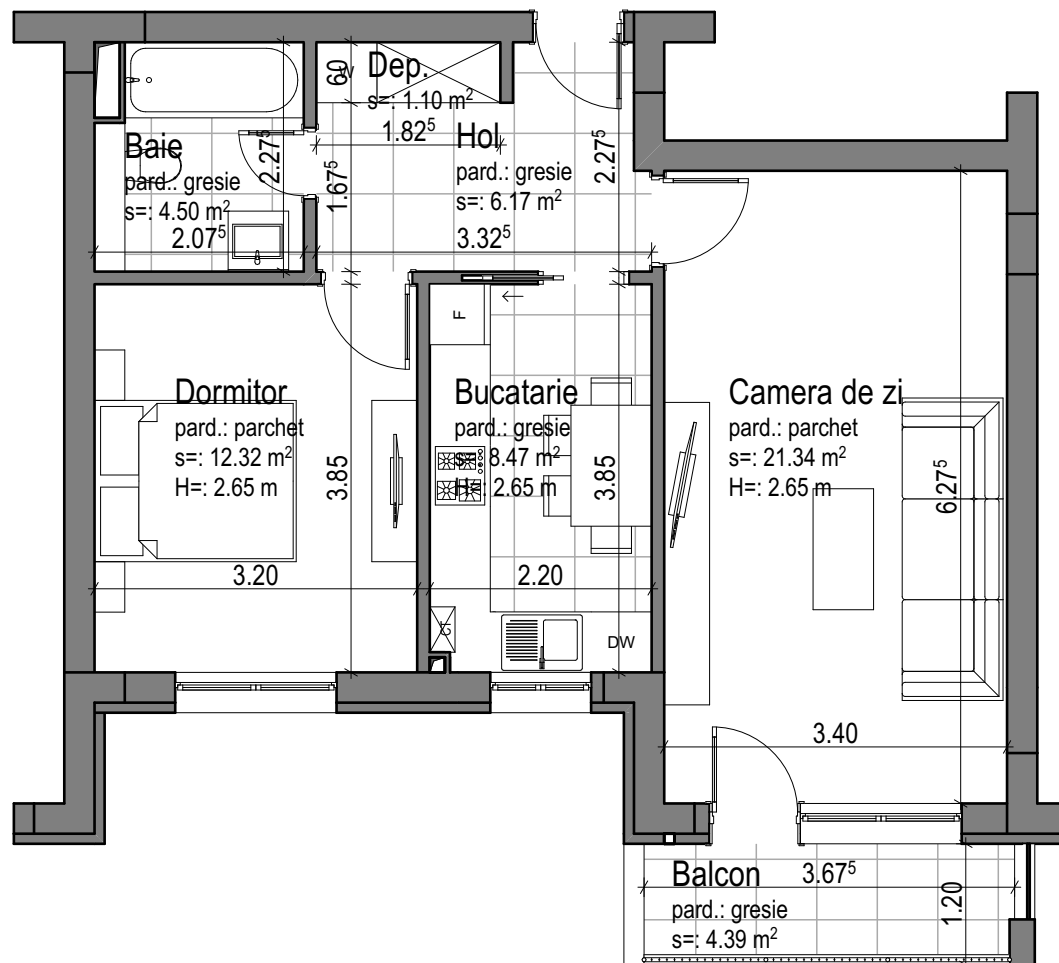 Dep.
s=: 1.10 m²
60
W
1.82⁵
Baie
pard.: gresie
s=: 4.50 m²
2.27⁵
2.07⁵
1.67⁵
Hol
pard.: gresie
s=: 6.17 m²
2.27⁵
3.32⁵
F
Dormitor
pard.: parchet
s=: 12.32 m²
H=: 2.65 m
3.85
3.20
Bucatarie
pard.: gresie
s=: 8.47 m²
H=: 2.65 m
3.85
2.20
CT
DW
Camera de zi
pard.: parchet
s=: 21.34 m²
H=: 2.65 m
6.27⁵
3.40
Balcon
pard.: gresie
s=: 4.39 m²
3.67⁵
1.20